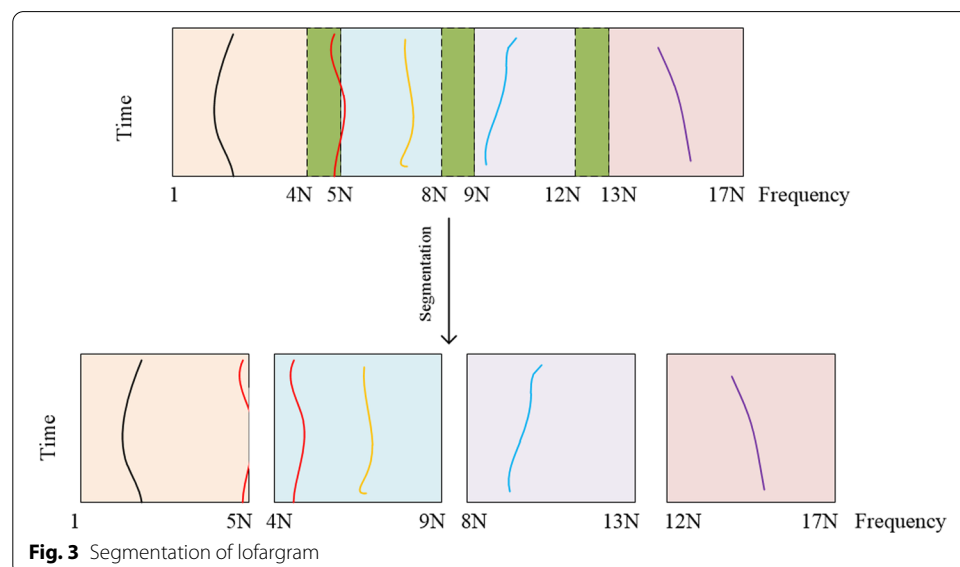 Time
1 4N 5N 8N 9N 12N 13N 17N Frequency
Segmentation
Time
1 5N 4N 9N 8N 13N 12N 17N Frequency
Fig. 3 Segmentation of lofargram